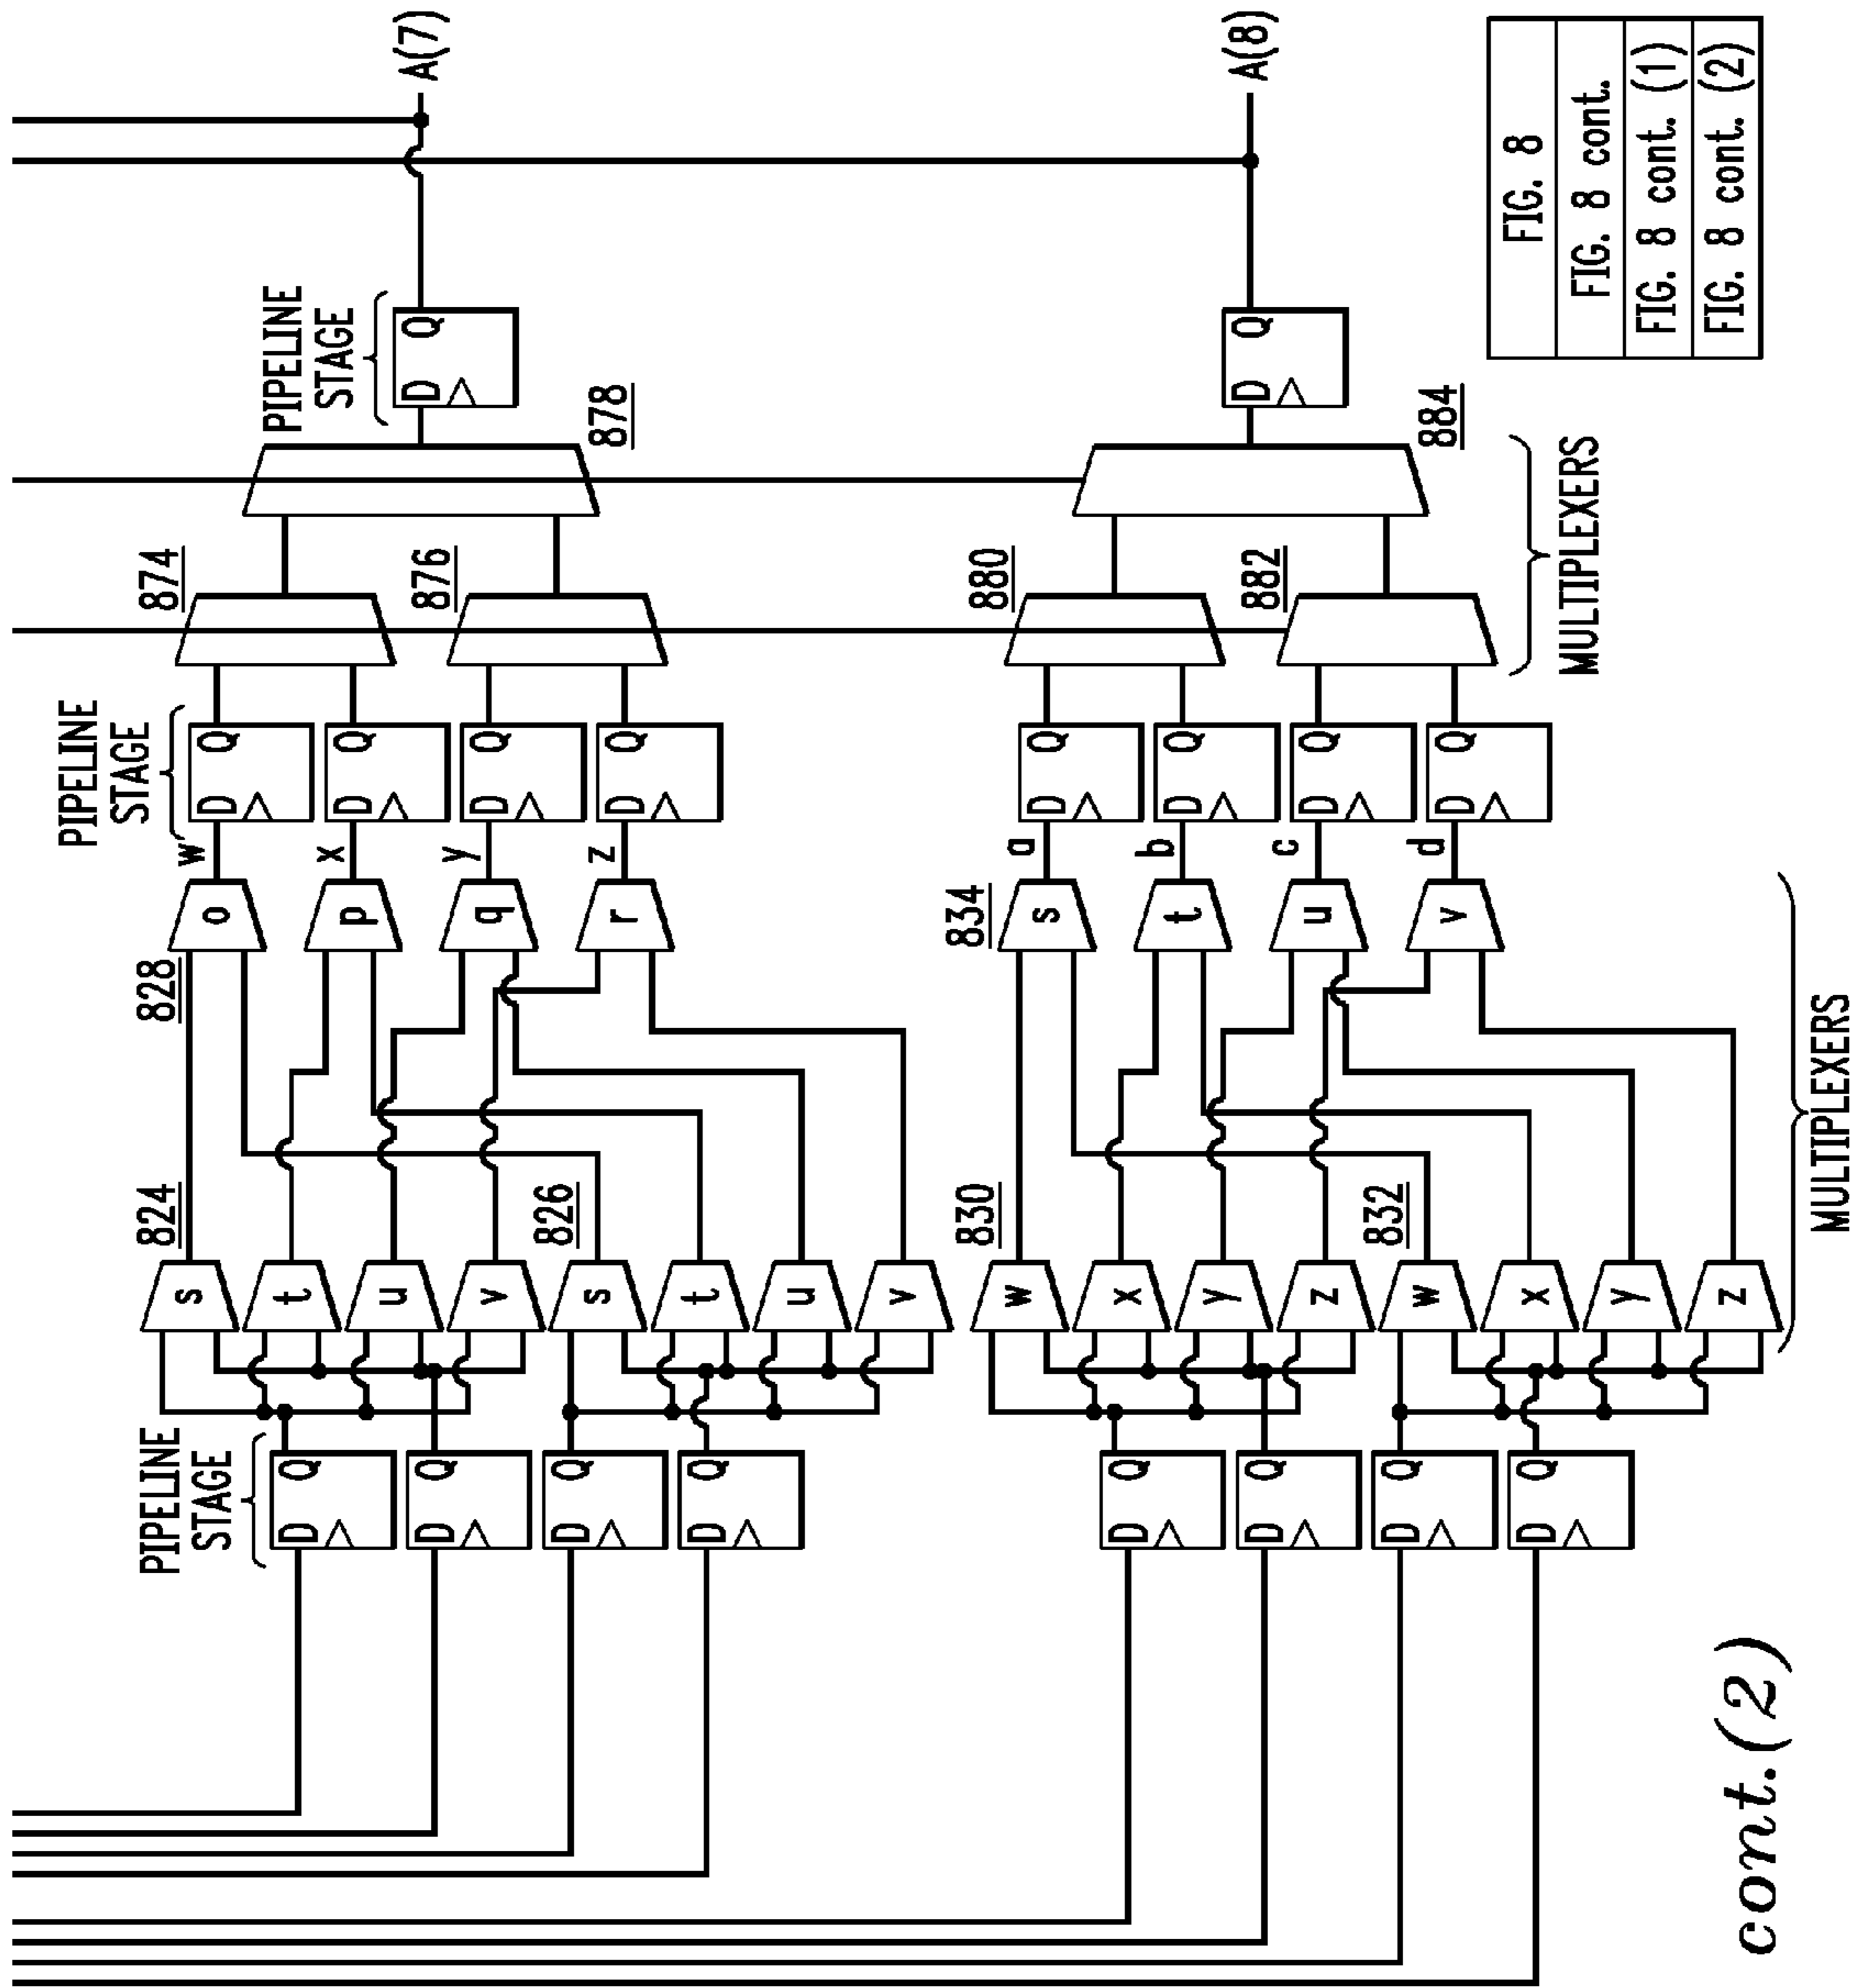 A(7)
A(8)
PIPELINE
STAGE
D Q
878
D Q
884
MULTIPLEXERS
874
876
880
882
PIPELINE
STAGE
D Q
D Q
D Q
D Q
D Q
D Q
D Q
D Q
w
x
y
z
a
b
c
d
o
p
q
r
828
834
s
t
u
v
824
826
830
832
s
t
u
v
s
t
u
v
w
x
y
z
w
x
y
z
MULTIPLEXERS
PIPELINE
STAGE
D Q
D Q
D Q
D Q
D Q
D Q
D Q
D Q
FIG. 8
FIG. 8 cont.
FIG. 8 cont. (1)
FIG. 8 cont. (2)
cont.(2)